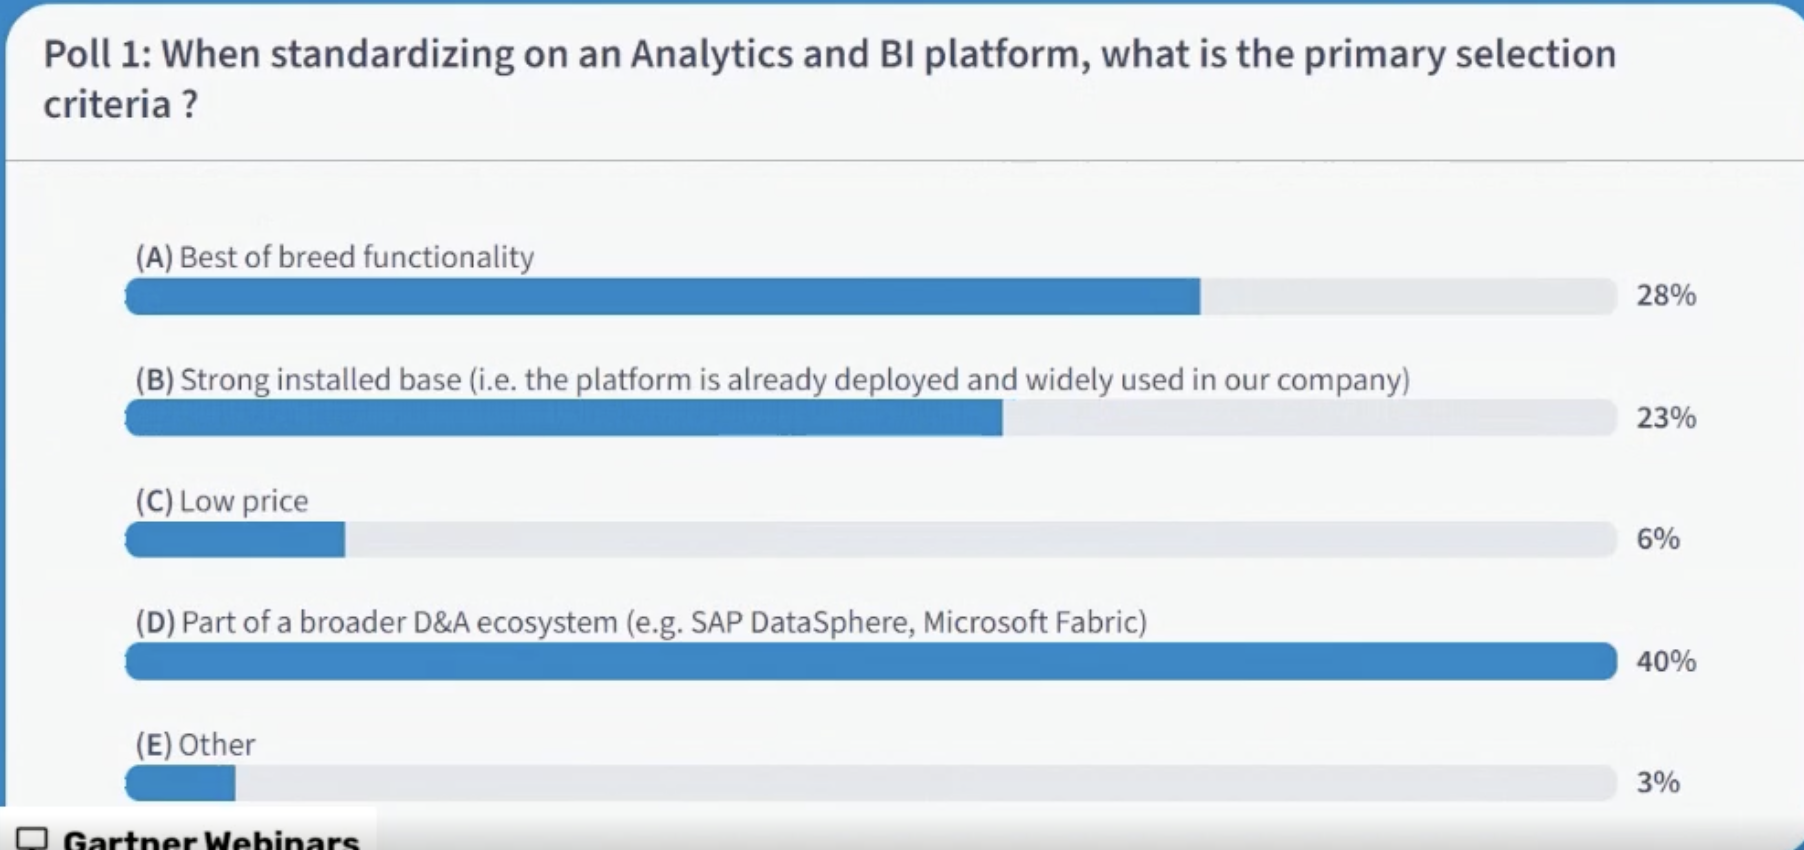 Poll 1: When standardizing on an Analytics and BI platform, what is the primary selection
criteria ?
(A) Best of breed functionality
28%
(B) Strong installed base (i.e. the platform is already deployed and widely used in our company)
23%
(C) Low price
6%
(D) Part of a broader D&A ecosystem (e.g. SAP DataSphere, Microsoft Fabric)
40%
(E) Other
3%
Gartner Webinars